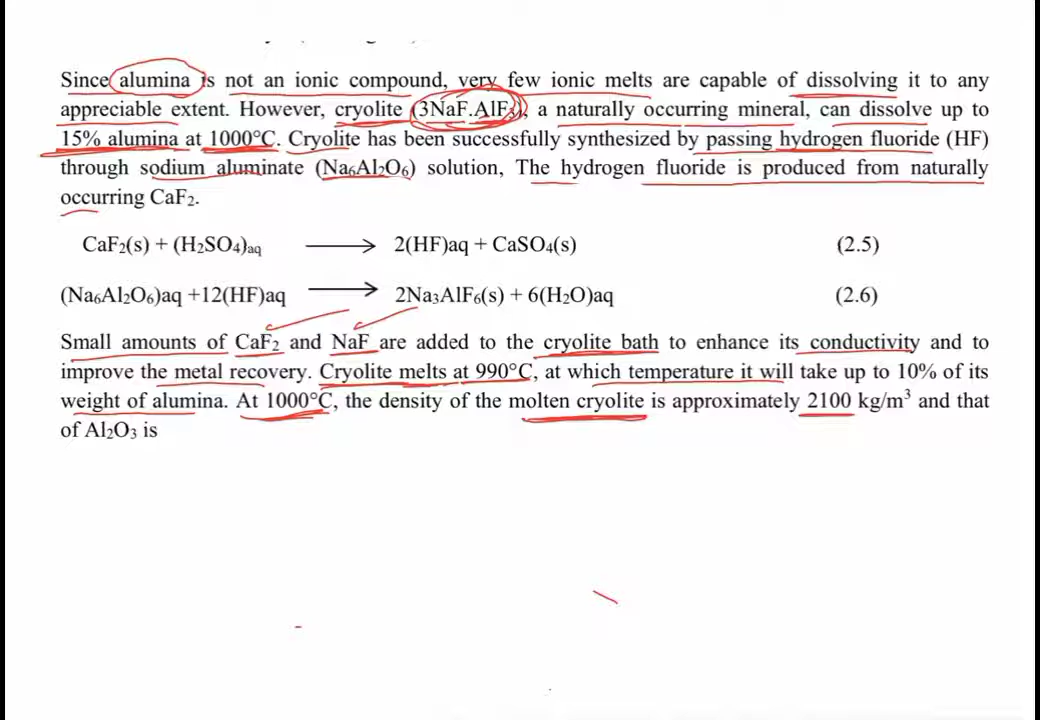 Since alumina is not an ionic compound, very few ionic melts are capable of dissolving it to any
appreciable extent. However, cryolite (3NaF.AlF3), a naturally occurring mineral, can dissolve up to
15% alumina at 1000°C. Cryolite has been successfully synthesized by passing hydrogen fluoride (HF)
through sodium aluminate (Na6Al2O6) solution, The hydrogen fluoride is produced from naturally
occurring CaF2.
CaF2(s) + (H2SO4)aq ⟶ 2(HF)aq + CaSO4(s) (2.5)
(Na6Al2O6)aq +12(HF)aq ⟶ 2Na3AlF6(s) + 6(H2O)aq (2.6)
Small amounts of CaF2 and NaF are added to the cryolite bath to enhance its conductivity and to
improve the metal recovery. Cryolite melts at 990°C, at which temperature it will take up to 10% of its
weight of alumina. At 1000°C, the density of the molten cryolite is approximately 2100 kg/m³ and that
of Al2O3 is